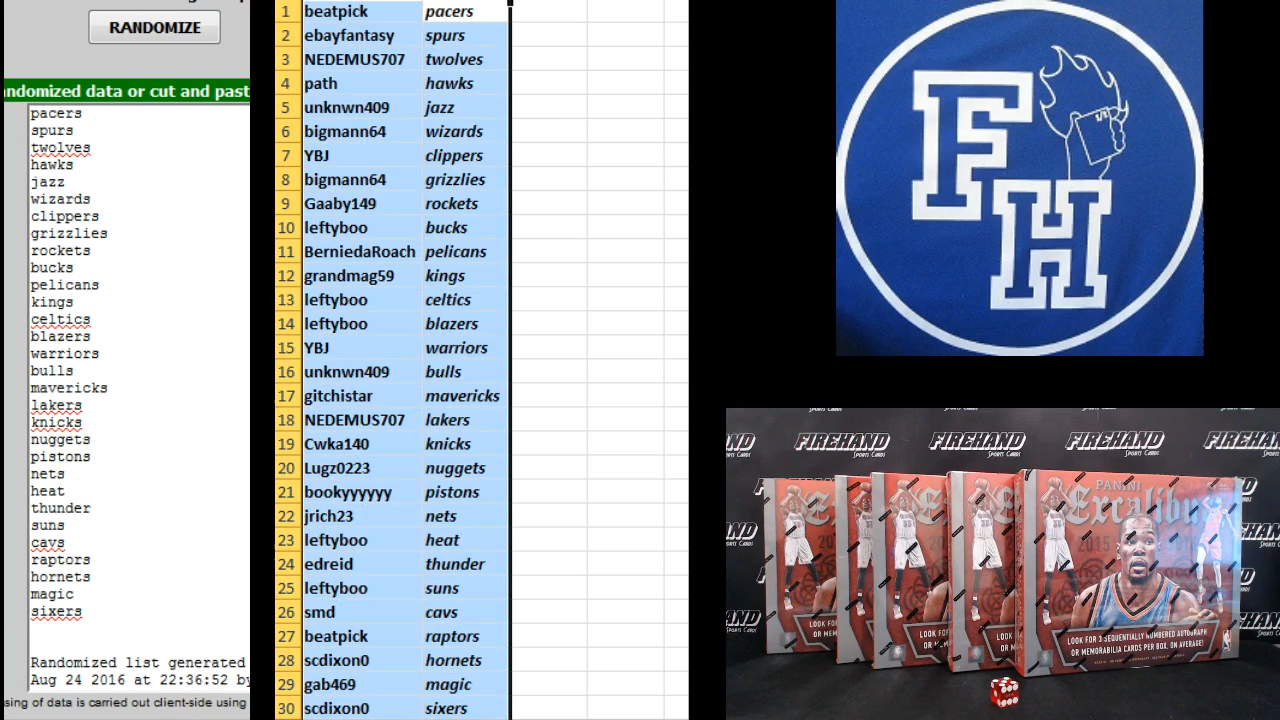 RANDOMIZE
andomized data or cut and past
pacers
spurs
twolves
hawks
jazz
wizards
clippers
grizzlies
rockets
bucks
pelicans
kings
celtics
blazers
warriors
bulls
mavericks
lakers
knicks
nuggets
pistons
nets
heat
thunder
suns
cavs
raptors
hornets
magic
sixers
Randomized list generated
Aug 24 2016 at 22:36:52 by
sing of data is carried out client-side using
1 beatpick pacers
2 ebayfantasy spurs
3 NEDEMUS707 twolves
4 path hawks
5 unknwn409 jazz
6 bigmann64 wizards
7 YBJ clippers
8 bigmann64 grizzlies
9 Gaaby149 rockets
10 leftyboo bucks
11 BerniedaRoach pelicans
12 grandmag59 kings
13 leftyboo celtics
14 leftyboo blazers
15 YBJ warriors
16 unknwn409 bulls
17 gitchistar mavericks
18 NEDEMUS707 lakers
19 Cwka140 knicks
20 Lugz0223 nuggets
21 bookyyyyyy pistons
22 jrich23 nets
23 leftyboo heat
24 edreid thunder
25 leftyboo suns
26 smd cavs
27 beatpick raptors
28 scdixon0 hornets
29 gab469 magic
30 scdixon0 sixers
FH
FIREHAND
SPORTS CARDS
PANINI
Excalibur
LOOK FOR 3 SEQUENTIALLY NUMBERED AUTOGRAPH
OR MEMORABILIA CARDS PER BOX, ON AVERAGE!